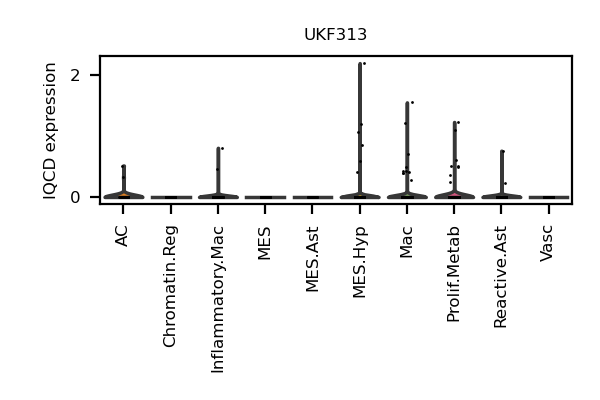 UKF313
IQCD expression
2
0
AC
Chromatin.Reg
Inflammatory.Mac
MES
MES.Ast
MES.Hyp
Mac
Prolif.Metab
Reactive.Ast
Vasc